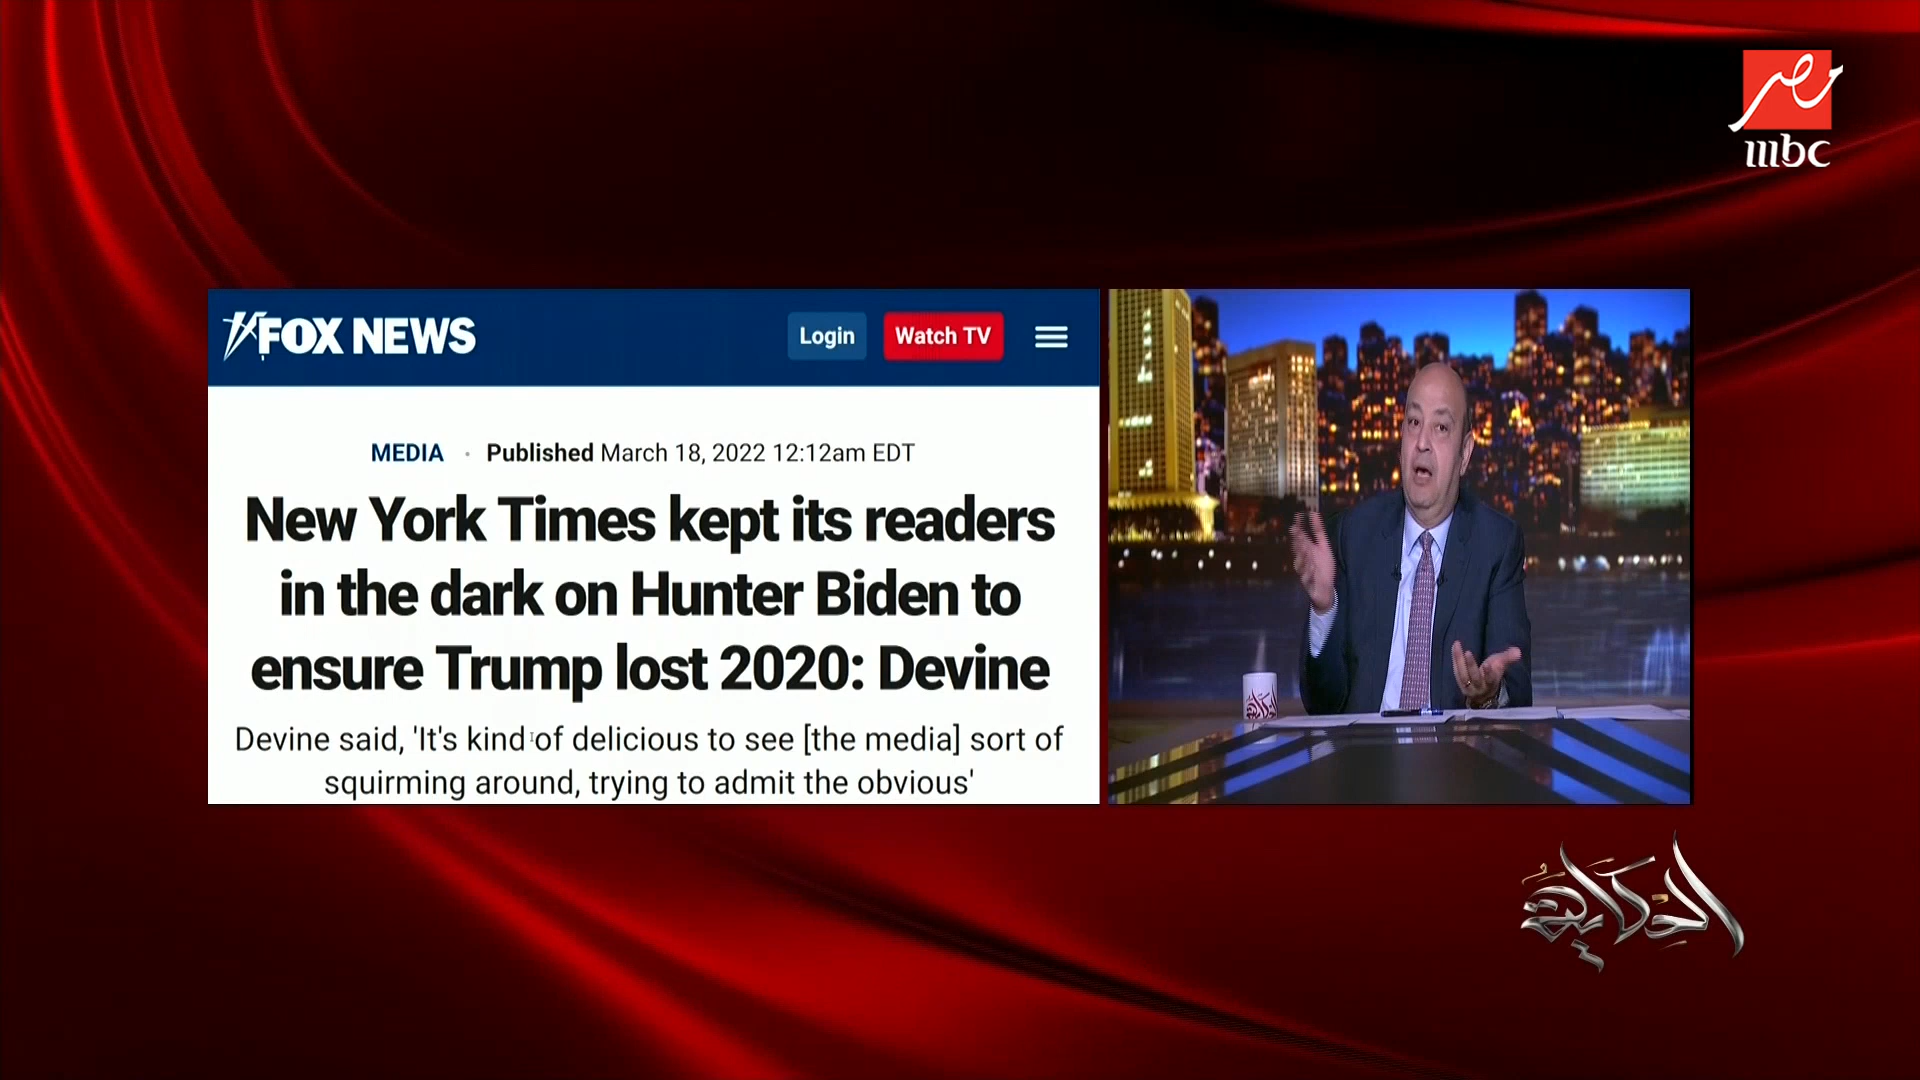 مصر
mbc
FOX NEWS
Login
Watch TV
MEDIA · Published March 18, 2022 12:12am EDT
New York Times kept its readers
in the dark on Hunter Biden to
ensure Trump lost 2020: Devine
Devine said, 'It's kind of delicious to see [the media] sort of
squirming around, trying to admit the obvious'
الحكاية
الحكاية